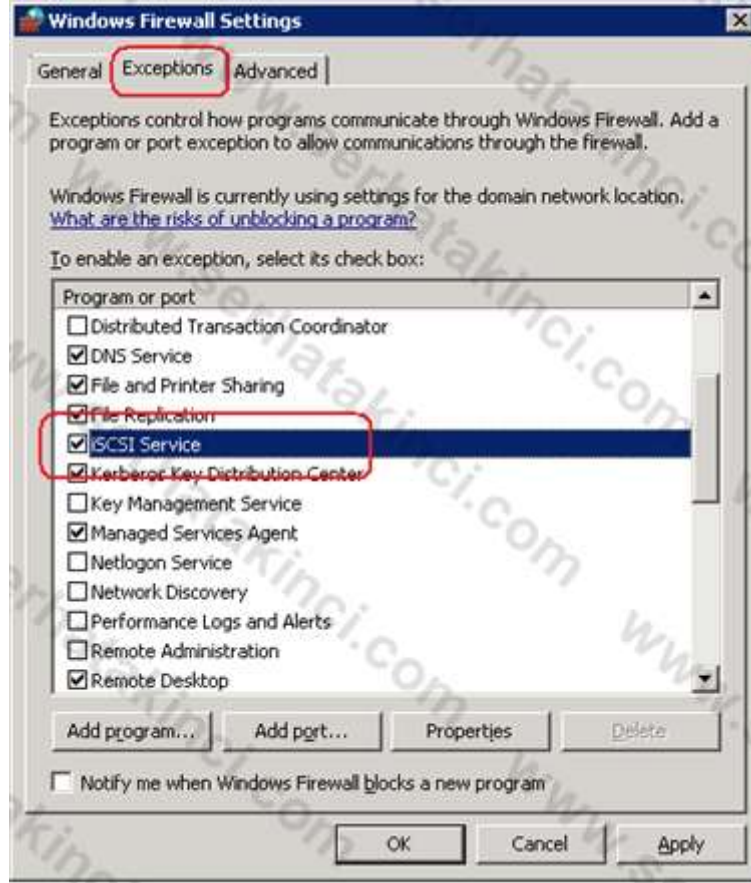 Windows Firewall Settings
General Exceptions Advanced
Exceptions control how programs communicate through Windows Firewall. Add a
program or port exception to allow communications through the firewall.
Windows Firewall is currently using settings for the domain network location.
What are the risks of unblocking a program?
To enable an exception, select its check box:
Program or port
Distributed Transaction Coordinator
DNS Service
File and Printer Sharing
File Replication
iSCSI Service
Kerberos Key Distribution Center
Key Management Service
Managed Services Agent
Netlogon Service
Network Discovery
Performance Logs and Alerts
Remote Administration
Remote Desktop
Add program... Add port... Properties Delete
Notify me when Windows Firewall blocks a new program
OK Cancel Apply
www.serhatakinci.com